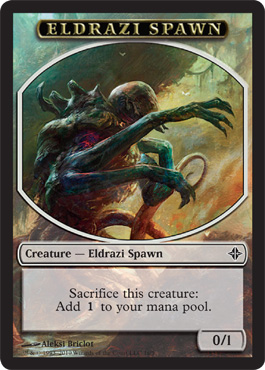 ELDRAZI SPAWN
Creature — Eldrazi Spawn
Sacrifice this creature:
Add 1 to your mana pool.
Aleksi Briclot
0/1